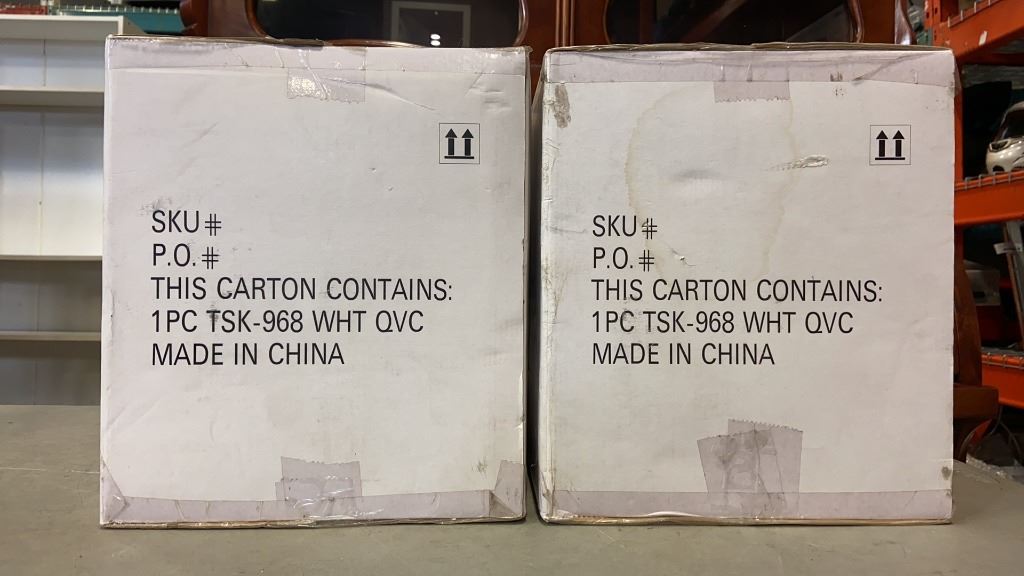 SKU#
P.O.#
THIS CARTON CONTAINS:
1PC TSK-968 WHT QVC
MADE IN CHINA
SKU#
P.O.#
THIS CARTON CONTAINS:
1PC TSK-968 WHT QVC
MADE IN CHINA